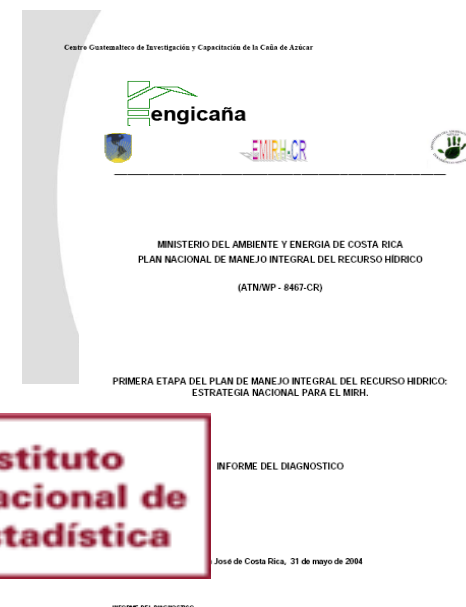 Centro Guatemalteco de Investigación y Capacitación de la Caña de Azúcar
engicaña
EMIRH-CR
MINISTERIO DEL AMBIENTE Y ENERGIA DE COSTA RICA
PLAN NACIONAL DE MANEJO INTEGRAL DEL RECURSO HÍDRICO
(ATN/WP - 8467-CR)
PRIMERA ETAPA DEL PLAN DE MANEJO INTEGRAL DEL RECURSO HIDRICO:
ESTRATEGIA NACIONAL PARA EL MIRH.
stituto
acional de
stadística
INFORME DEL DIAGNOSTICO
José de Costa Rica, 31 de mayo de 2004
INFORME DEL DIAGNOSTICO